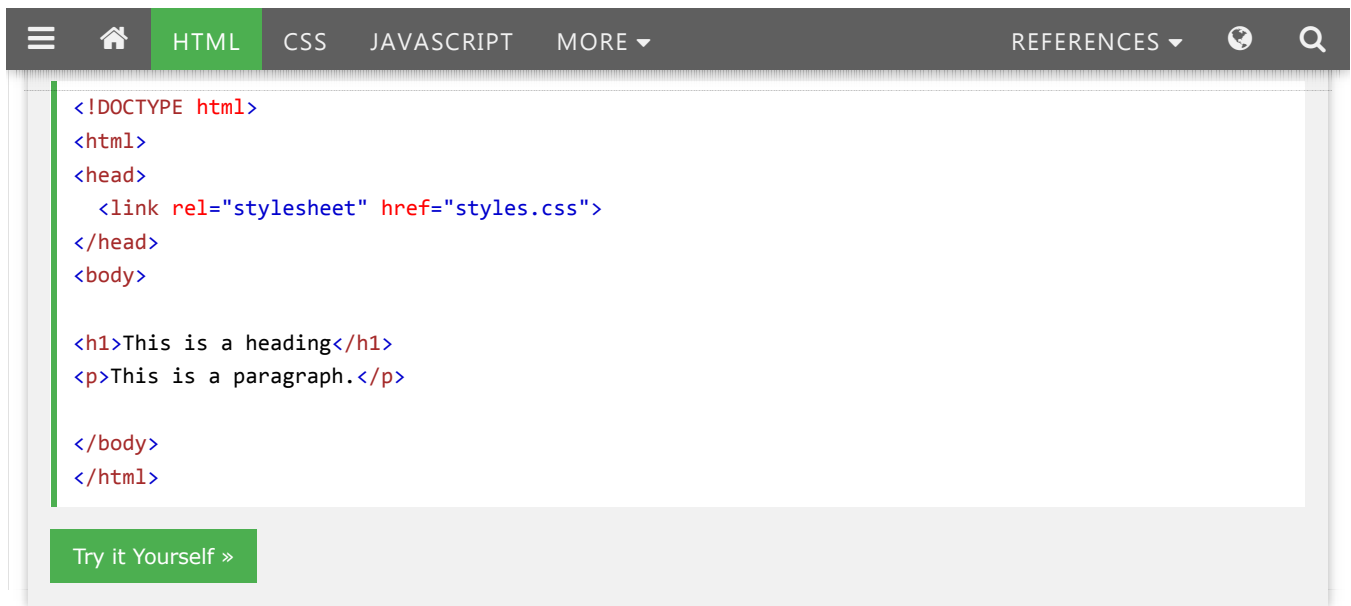 HTML CSS JAVASCRIPT MORE REFERENCES
<!DOCTYPE html>
<html>
<head>
  <link rel="stylesheet" href="styles.css">
</head>
<body>

<h1>This is a heading</h1>
<p>This is a paragraph.</p>

</body>
</html>
Try it Yourself »